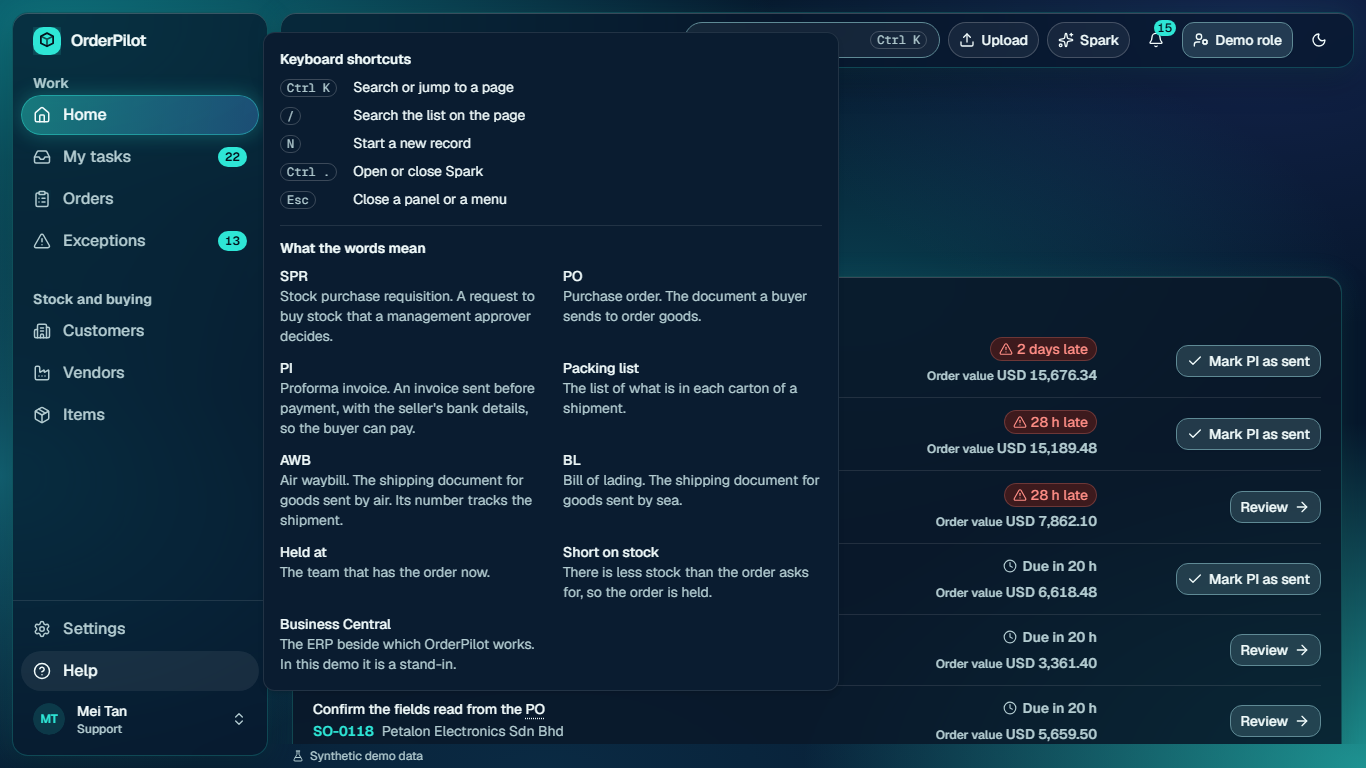 OrderPilot
Work
Home
My tasks
22
Orders
Exceptions
13
Stock and buying
Customers
Vendors
Items
Settings
Help
MT
Mei Tan
Support
Ctrl K
Upload
Spark
15
Demo role
Keyboard shortcuts
Ctrl K
Search or jump to a page
/
Search the list on the page
N
Start a new record
Ctrl .
Open or close Spark
Esc
Close a panel or a menu
What the words mean
SPR
Stock purchase requisition. A request to
buy stock that a management approver
decides.
PO
Purchase order. The document a buyer
sends to order goods.
PI
Proforma invoice. An invoice sent before
payment, with the seller's bank details,
so the buyer can pay.
Packing list
The list of what is in each carton of a
shipment.
AWB
Air waybill. The shipping document for
goods sent by air. Its number tracks the
shipment.
BL
Bill of lading. The shipping document for
goods sent by sea.
Held at
The team that has the order now.
Short on stock
There is less stock than the order asks
for, so the order is held.
Business Central
The ERP beside which OrderPilot works.
In this demo it is a stand-in.
2 days late
Order value USD 15,676.34
Mark PI as sent
28 h late
Order value USD 15,189.48
Mark PI as sent
28 h late
Order value USD 7,862.10
Review
Due in 20 h
Order value USD 6,618.48
Mark PI as sent
Due in 20 h
Order value USD 3,361.40
Review
Confirm the fields read from the PO
SO-0118 Petalon Electronics Sdn Bhd
Due in 20 h
Order value USD 5,659.50
Review
Synthetic demo data